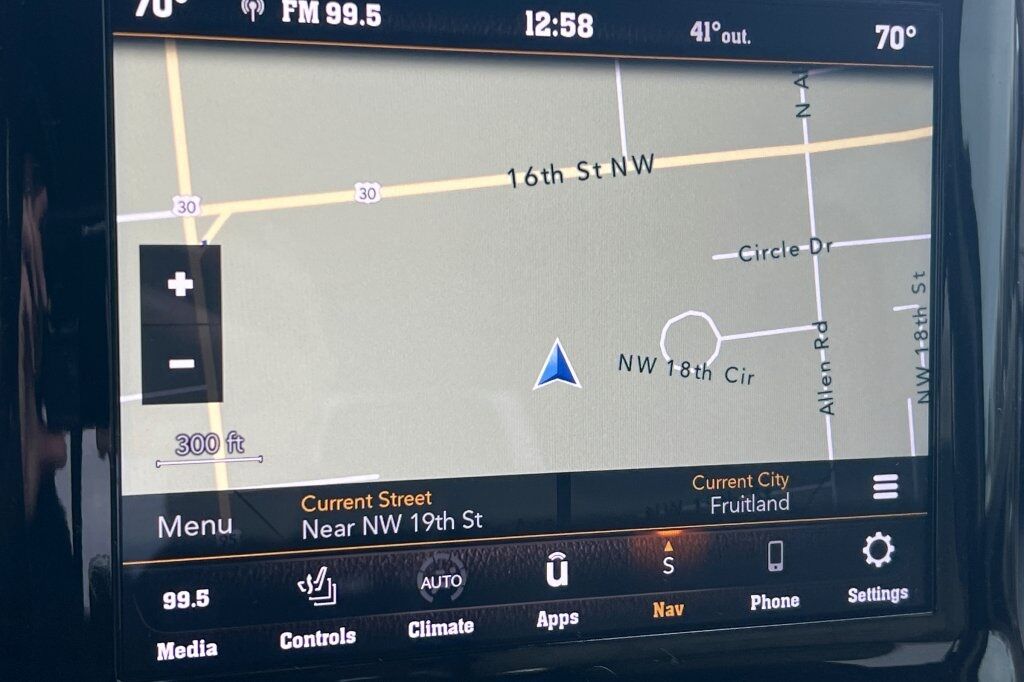 70°
FM 99.5
12:58
41°out.
70°
16th St NW
30
30
Circle Dr
NW 18th Cir
Allen Rd
NW 18th St
+
-
300 ft
Menu
Current Street
Near NW 19th St
Current City
Fruitland
99.5
AUTO
S
Media
Controls
Climate
Apps
Nav
Phone
Settings